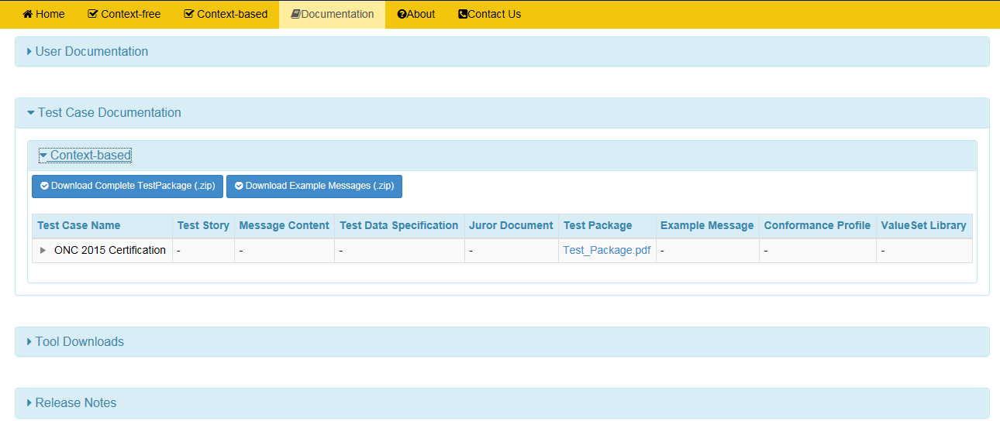 Home Context-free Context-based Documentation About Contact Us
User Documentation
Test Case Documentation
Context-based
Download Complete TestPackage (.zip) Download Example Messages (.zip)
Test Case Name Test Story Message Content Test Data Specification Juror Document Test Package Example Message Conformance Profile ValueSet Library
ONC 2015 Certification - - - - Test_Package.pdf - - -
Tool Downloads
Release Notes